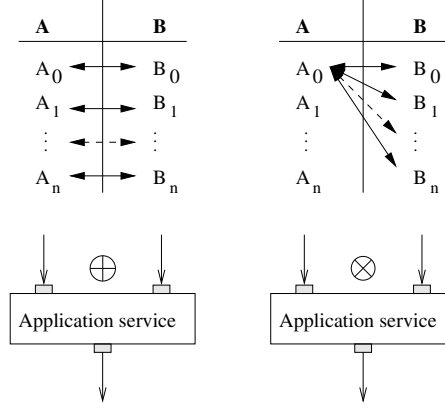 A B A B
A0 B0 A0 B0
A1 B1 A1 B1
⋮ ⋮ ⋮ ⋮
An Bn An Bn
Application service Application service